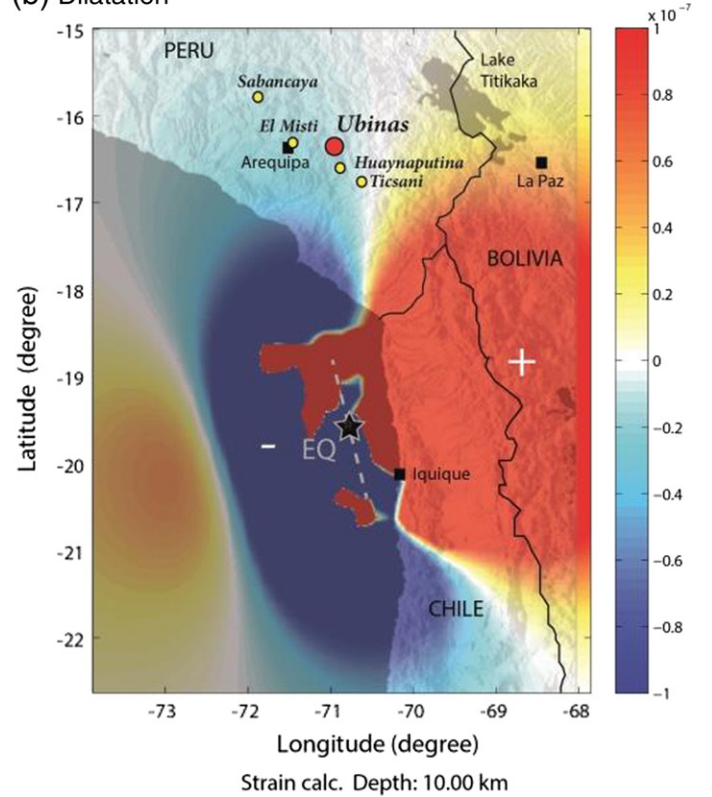 (b) Dilatation
x 10⁻⁷
-15
-16
-17
-18
-19
-20
-21
-22
Latitude (degree)
PERU
Lake
Titikaka
Sabancaya
El Misti
Ubinas
Arequipa
Huaynaputina
Ticsani
La Paz
BOLIVIA
+
−
EQ
Iquique
CHILE
1
0.8
0.6
0.4
0.2
0
−0.2
−0.4
−0.6
−0.8
−1
-73
-72
-71
-70
-69
-68
Longitude (degree)
Strain calc. Depth: 10.00 km